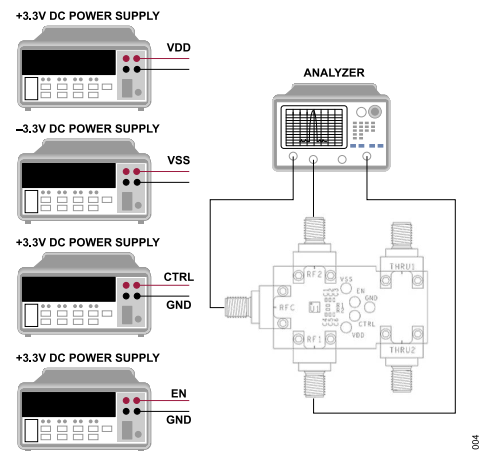 +3.3V DC POWER SUPPLY
VDD
–3.3V DC POWER SUPPLY
VSS
+3.3V DC POWER SUPPLY
CTRL
GND
+3.3V DC POWER SUPPLY
EN
GND
ANALYZER
RF2
VSS
EN
GND
THRU1
RFC
U1
CTRL
RF1
VDD
THRU2
004